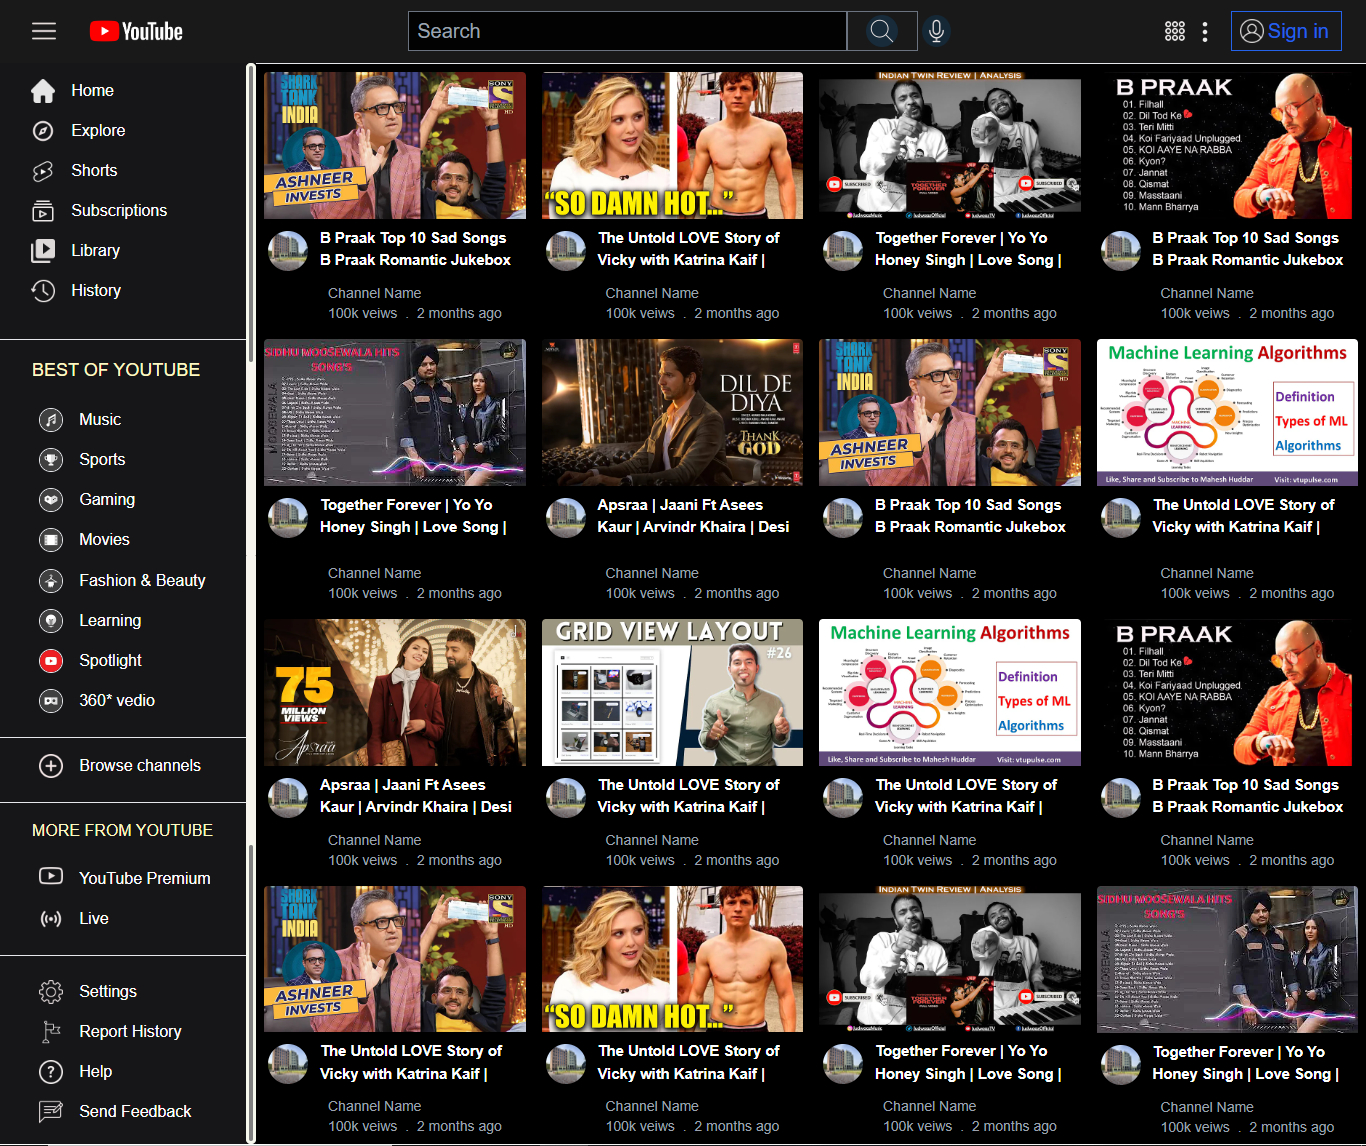 YouTube
Search
Sign in
Home
Explore
Shorts
Subscriptions
Library
History
BEST OF YOUTUBE
Music
Sports
Gaming
Movies
Fashion & Beauty
Learning
Spotlight
360* vedio
Browse channels
MORE FROM YOUTUBE
YouTube Premium
Live
Settings
Report History
Help
Send Feedback
SHARK
TANK
INDIA
SONY
HD
ASHNEER
INVESTS
B Praak Top 10 Sad Songs
B Praak Romantic Jukebox
Channel Name
100k veiws . 2 months ago
"SO DAMN HOT..."
The Untold LOVE Story of
Vicky with Katrina Kaif |
Channel Name
100k veiws . 2 months ago
INDIAN TWIN REVIEW | ANALYSIS
SUBSCRIBED
TOGETHER
FOREVER
SUBSCRIBED
Together Forever | Yo Yo
Honey Singh | Love Song |
Channel Name
100k veiws . 2 months ago
B PRAAK
01. Filhall
02. Dil Tod Ke
03. Teri Mitti
04. Koi Fariyaad Unplugged.
05. KOI AAYE NA RABBA
06. Kyon?
07. Jannat
08. Qismat
09. Masstaani
10. Mann Bharrya
B Praak Top 10 Sad Songs
B Praak Romantic Jukebox
Channel Name
100k veiws . 2 months ago
SIDHU MOOSEWALA HITS
SONG'S
MOOSEWALA
Together Forever | Yo Yo
Honey Singh | Love Song |
Channel Name
100k veiws . 2 months ago
DIL DE
DIYA
THANK
GOD
Apsraa | Jaani Ft Asees
Kaur | Arvindr Khaira | Desi
Channel Name
100k veiws . 2 months ago
SHARK
TANK
INDIA
SONY
HD
ASHNEER
INVESTS
B Praak Top 10 Sad Songs
B Praak Romantic Jukebox
Channel Name
100k veiws . 2 months ago
Machine Learning Algorithms
MACHINE
LEARNING
Definition
Types of ML
Algorithms
Like, Share and Subscribe to Mahesh Huddar Visit: vtupulse.com
The Untold LOVE Story of
Vicky with Katrina Kaif |
Channel Name
100k veiws . 2 months ago
75
MILLION
VIEWS
Apsraa
Apsraa | Jaani Ft Asees
Kaur | Arvindr Khaira | Desi
Channel Name
100k veiws . 2 months ago
GRID VIEW LAYOUT
#26
The Untold LOVE Story of
Vicky with Katrina Kaif |
Channel Name
100k veiws . 2 months ago
Machine Learning Algorithms
MACHINE
LEARNING
Definition
Types of ML
Algorithms
Like, Share and Subscribe to Mahesh Huddar Visit: vtupulse.com
The Untold LOVE Story of
Vicky with Katrina Kaif |
Channel Name
100k veiws . 2 months ago
B PRAAK
01. Filhall
02. Dil Tod Ke
03. Teri Mitti
04. Koi Fariyaad Unplugged.
05. KOI AAYE NA RABBA
06. Kyon?
07. Jannat
08. Qismat
09. Masstaani
10. Mann Bharrya
B Praak Top 10 Sad Songs
B Praak Romantic Jukebox
Channel Name
100k veiws . 2 months ago
SHARK
TANK
INDIA
SONY
HD
ASHNEER
INVESTS
The Untold LOVE Story of
Vicky with Katrina Kaif |
Channel Name
100k veiws . 2 months ago
"SO DAMN HOT..."
The Untold LOVE Story of
Vicky with Katrina Kaif |
Channel Name
100k veiws . 2 months ago
INDIAN TWIN REVIEW | ANALYSIS
SUBSCRIBED
TOGETHER
FOREVER
SUBSCRIBED
Together Forever | Yo Yo
Honey Singh | Love Song |
Channel Name
100k veiws . 2 months ago
SIDHU MOOSEWALA HITS
SONG'S
MOOSEWALA
Together Forever | Yo Yo
Honey Singh | Love Song |
Channel Name
100k veiws . 2 months ago